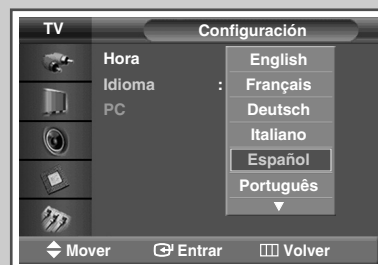 TV Configuración
Hora
Idioma :
PC
English
Français
Deutsch
Italiano
Español
Português
Mover Entrar Volver